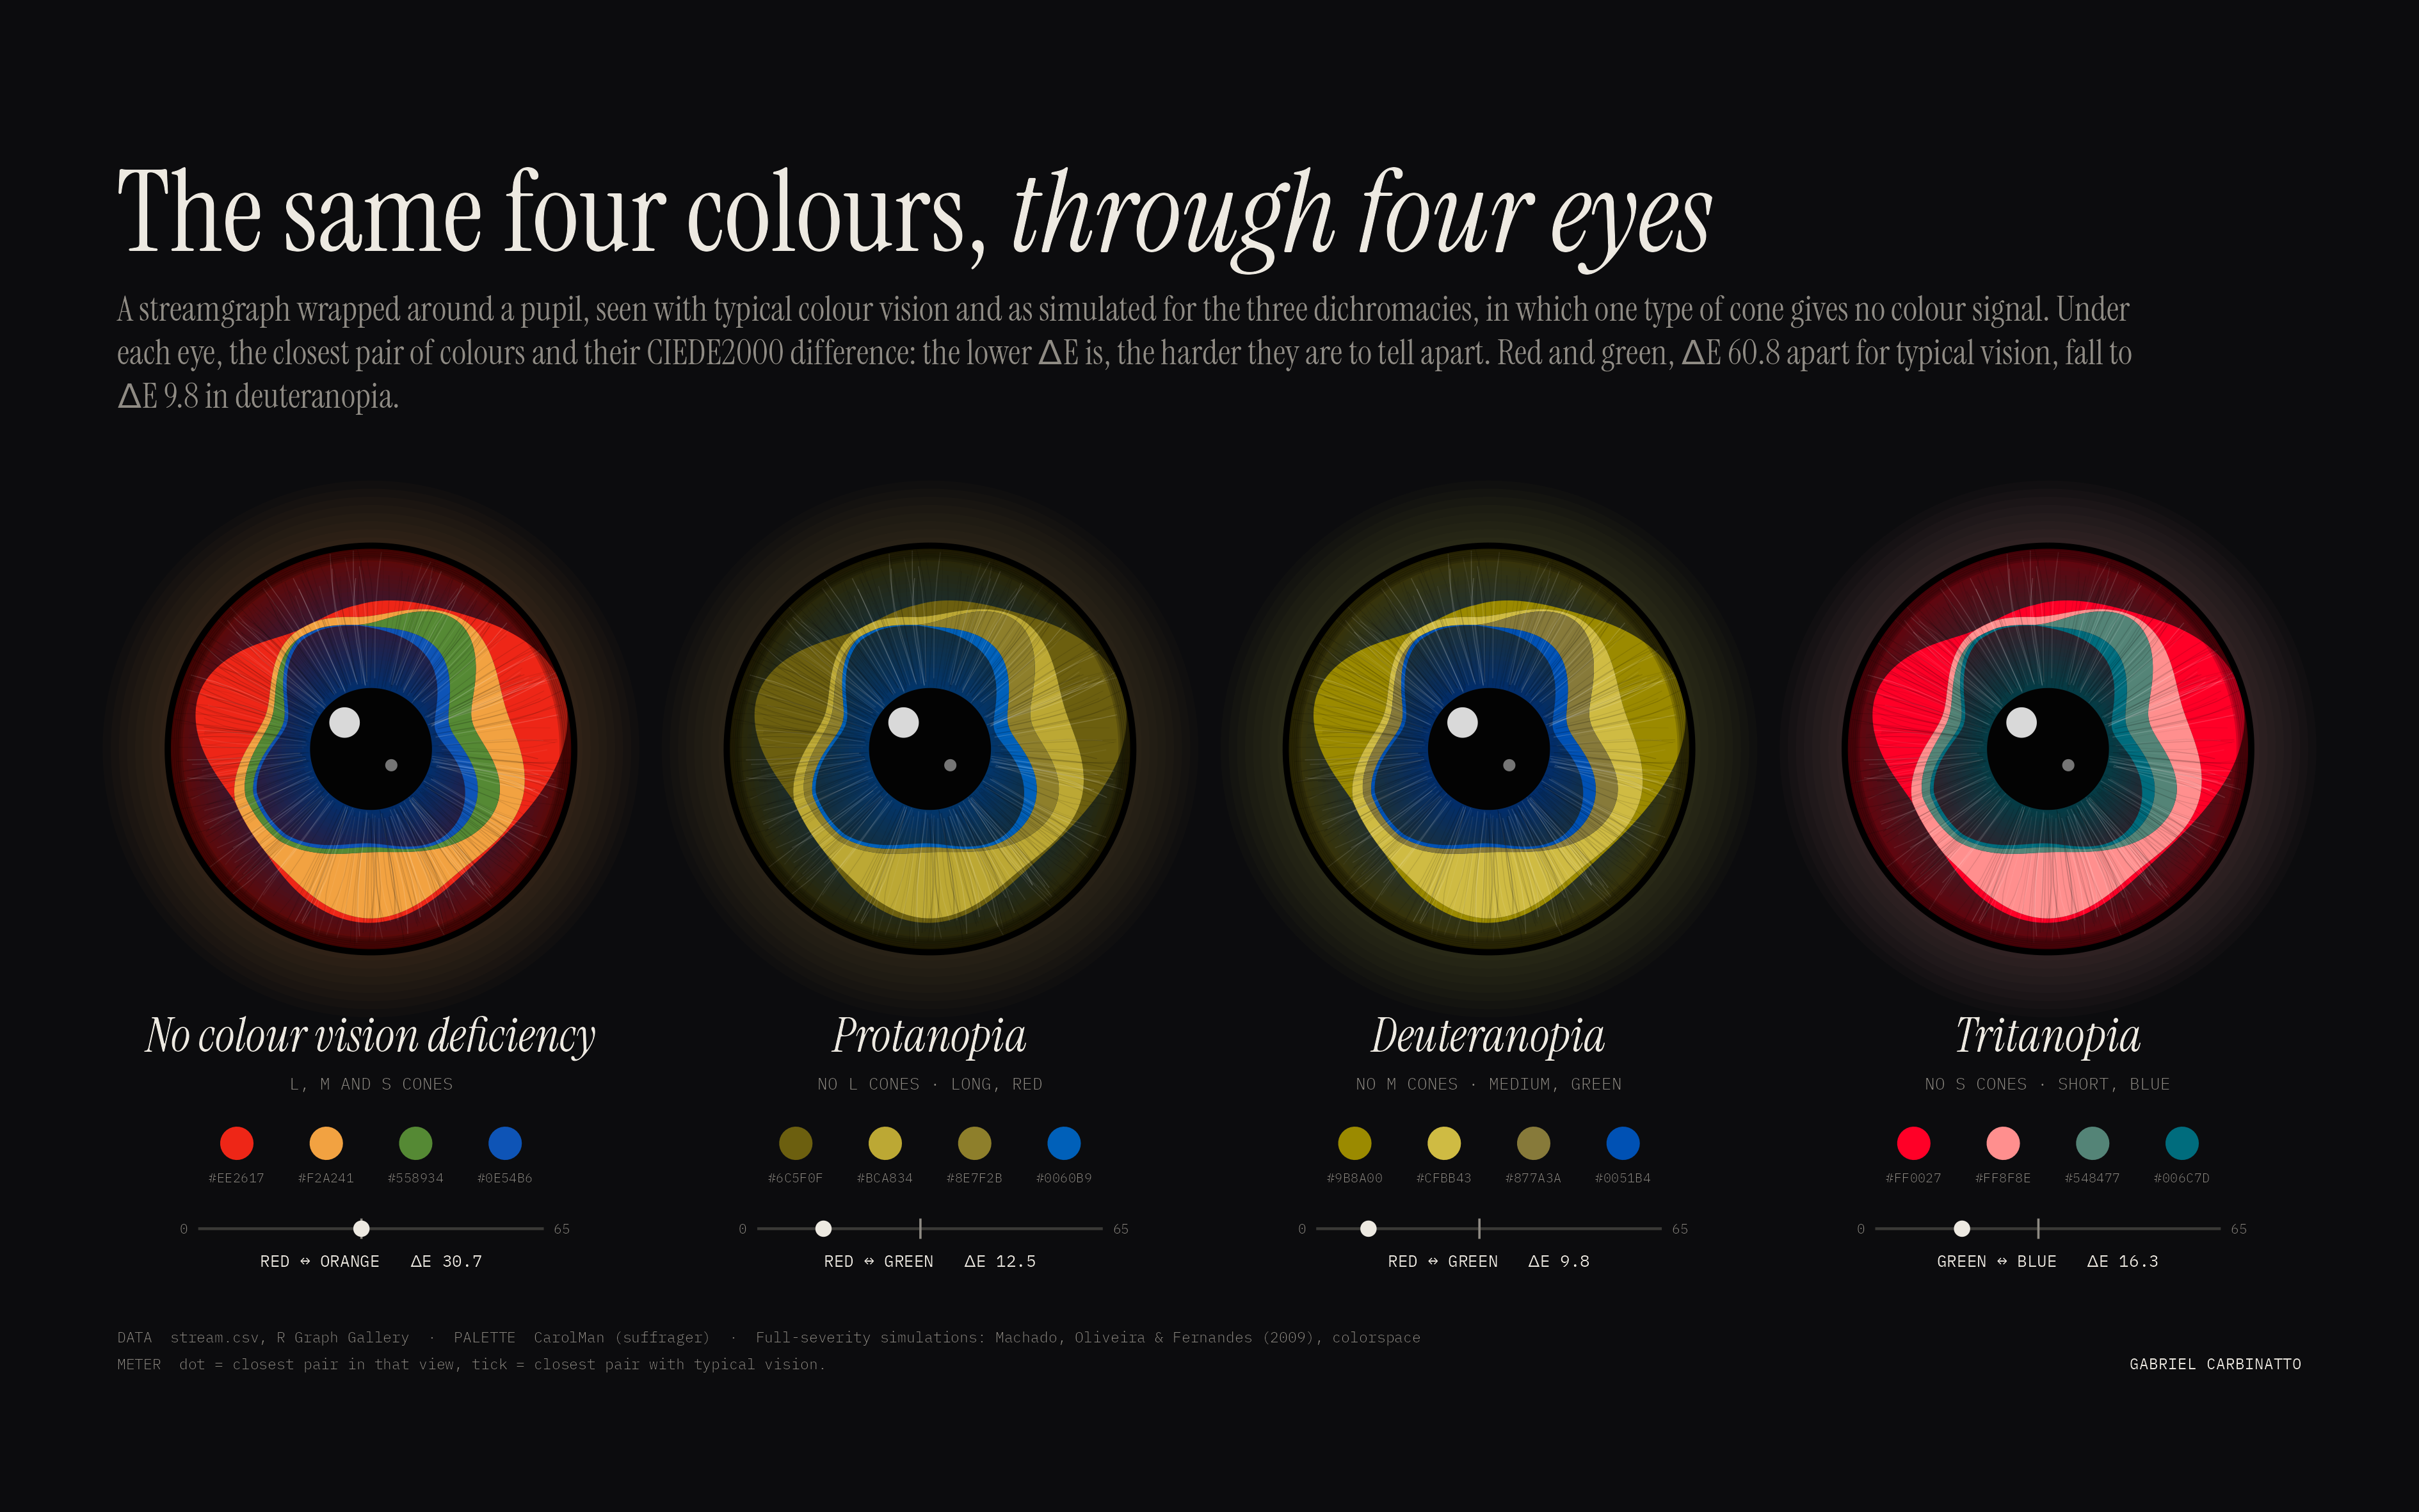 The same four colours, through four eyes
A streamgraph wrapped around a pupil, seen with typical colour vision and as simulated for the three dichromacies, in which one type of cone gives no colour signal. Under
each eye, the closest pair of colours and their CIEDE2000 difference: the lower ΔE is, the harder they are to tell apart. Red and green, ΔE 60.8 apart for typical vision, fall to
ΔE 9.8 in deuteranopia.
No colour vision deficiency
L, M AND S CONES
#EE2617 #F2A241 #558934 #0E54B6
0 65
RED ↔ ORANGE ΔE 30.7
Protanopia
NO L CONES · LONG, RED
#6C5F0F #BCA834 #8E7F2B #0060B9
0 65
RED ↔ GREEN ΔE 12.5
Deuteranopia
NO M CONES · MEDIUM, GREEN
#9B8A00 #CFBB43 #877A3A #0051B4
0 65
RED ↔ GREEN ΔE 9.8
Tritanopia
NO S CONES · SHORT, BLUE
#FF0027 #FF8F8E #548477 #006C7D
0 65
GREEN ↔ BLUE ΔE 16.3
DATA stream.csv, R Graph Gallery · PALETTE CarolMan (suffrager) · Full-severity simulations: Machado, Oliveira & Fernandes (2009), colorspace
METER dot = closest pair in that view, tick = closest pair with typical vision.
GABRIEL CARBINATTO